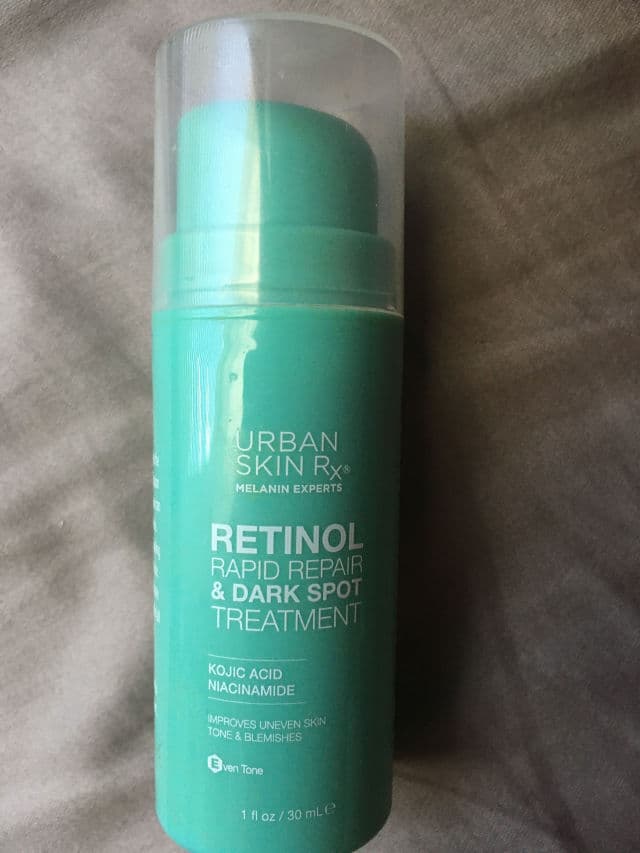 URBAN
SKIN Rx®
MELANIN EXPERTS
RETINOL
RAPID REPAIR
& DARK SPOT
TREATMENT
KOJIC ACID
NIACINAMIDE
IMPROVES UNEVEN SKIN
TONE & BLEMISHES
Even Tone
1 fl oz / 30 mL ℮